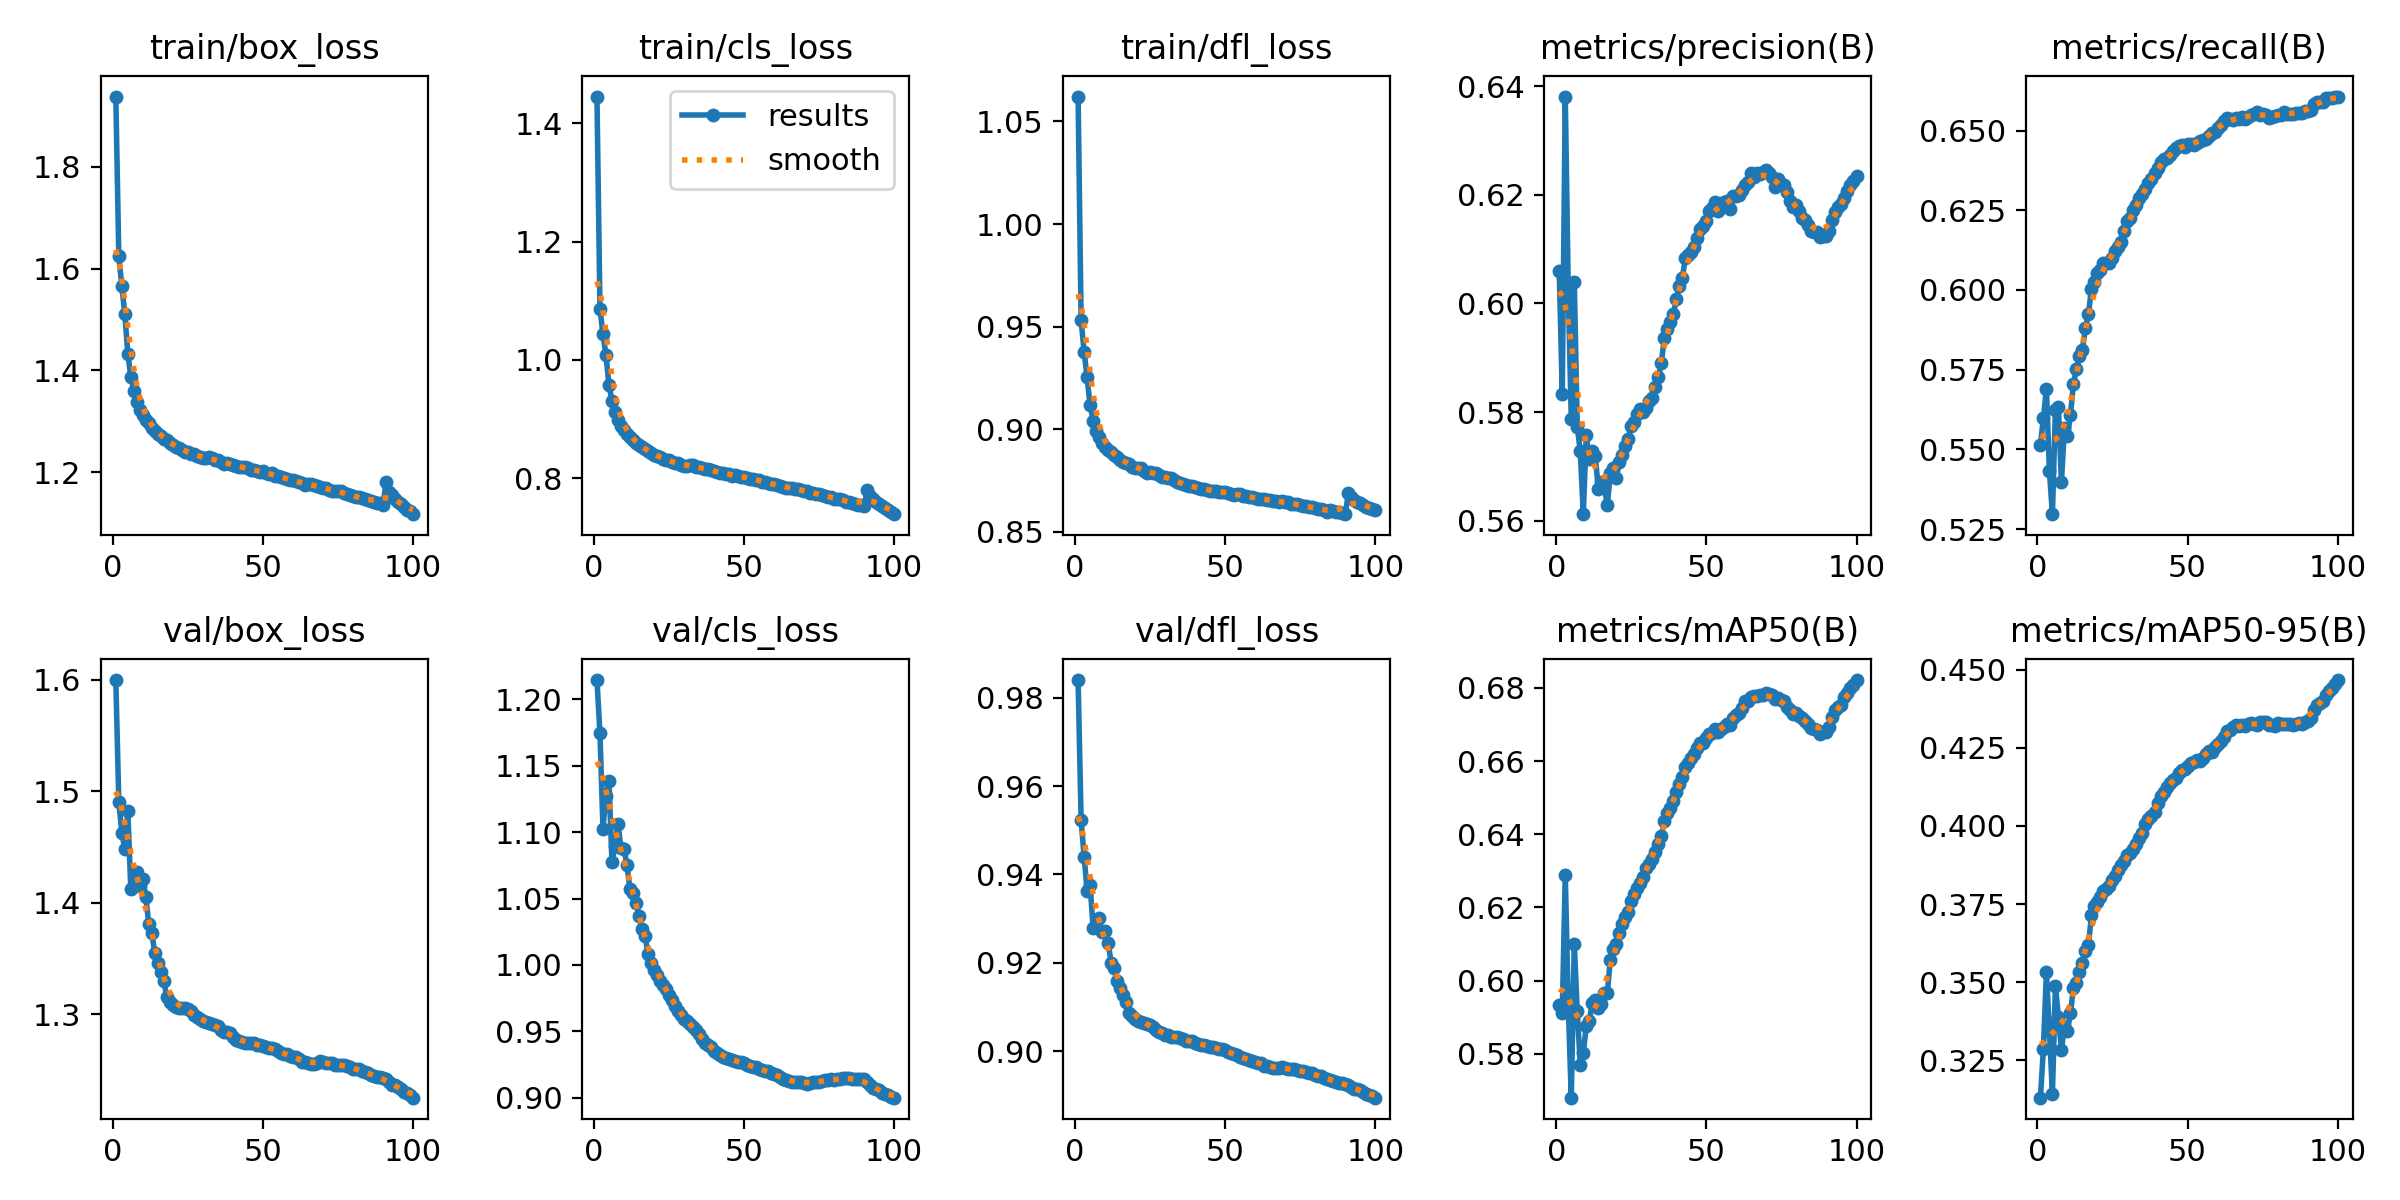 train/box_loss
1.8
1.6
1.4
1.2
0 50 100
train/cls_loss
results
smooth
1.4
1.2
1.0
0.8
0 50 100
train/dfl_loss
1.05
1.00
0.95
0.90
0.85
0 50 100
metrics/precision(B)
0.64
0.62
0.60
0.58
0.56
0 50 100
metrics/recall(B)
0.650
0.625
0.600
0.575
0.550
0.525
0 50 100
val/box_loss
1.6
1.5
1.4
1.3
0 50 100
val/cls_loss
1.20
1.15
1.10
1.05
1.00
0.95
0.90
0 50 100
val/dfl_loss
0.98
0.96
0.94
0.92
0.90
0 50 100
metrics/mAP50(B)
0.68
0.66
0.64
0.62
0.60
0.58
0 50 100
metrics/mAP50-95(B)
0.450
0.425
0.400
0.375
0.350
0.325
0 50 100